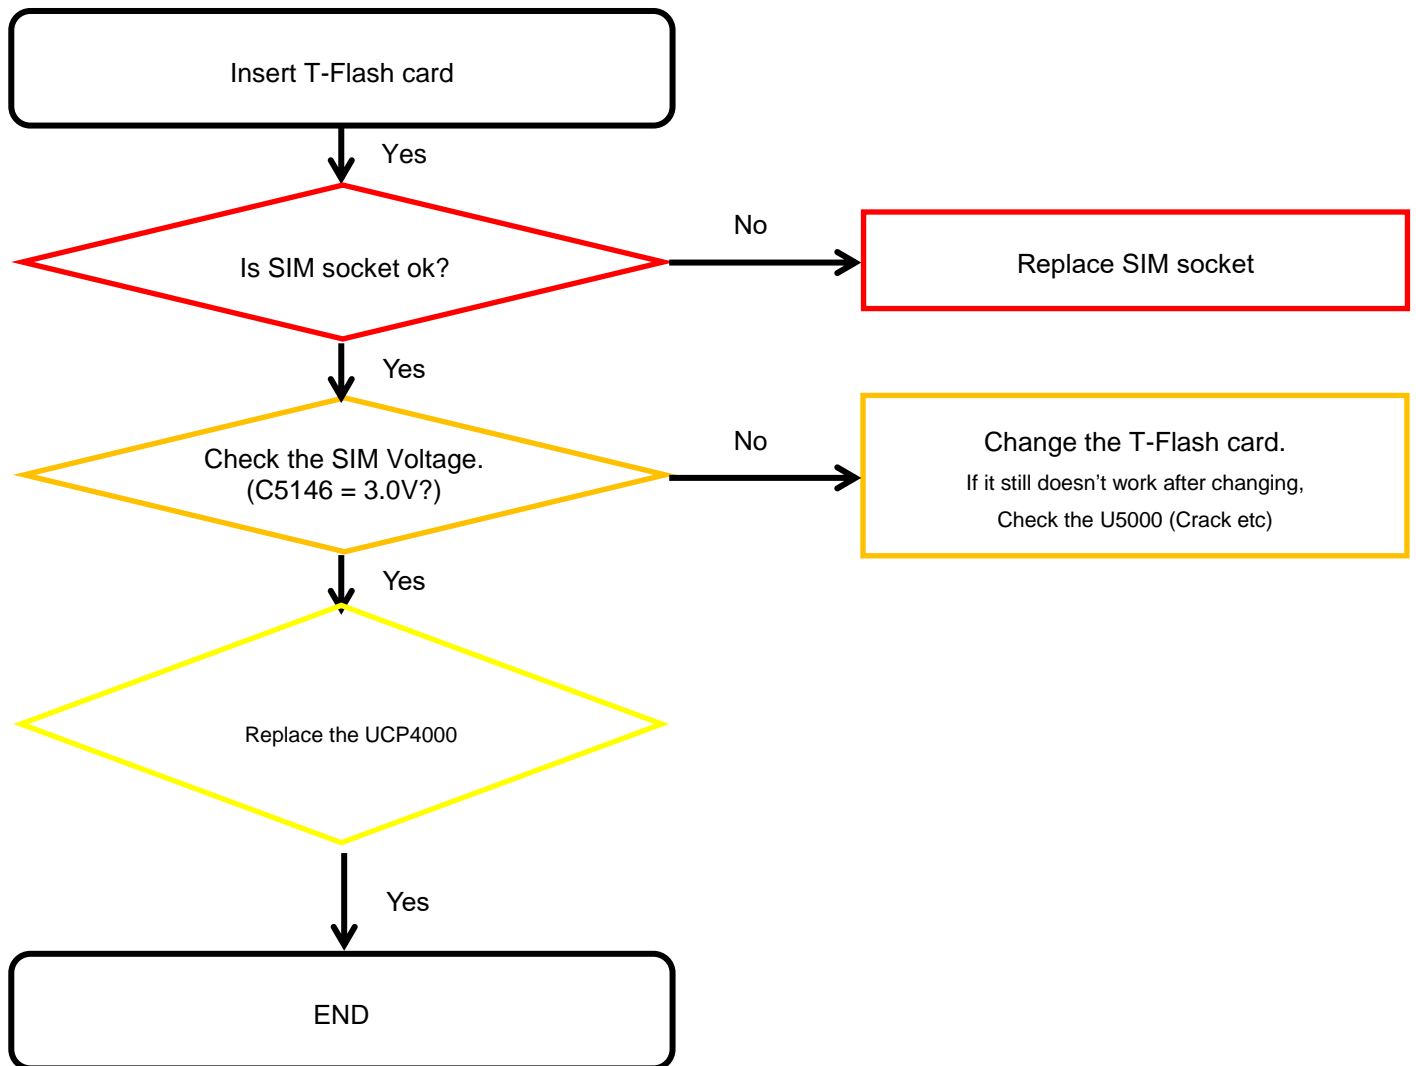 Insert T-Flash card
Yes
Is SIM socket ok?
No
Replace SIM socket
Yes
Check the SIM Voltage.
(C5146 = 3.0V?)
No
Change the T-Flash card.
If it still doesn’t work after changing,
Check the U5000 (Crack etc)
Yes
Replace the UCP4000
Yes
END